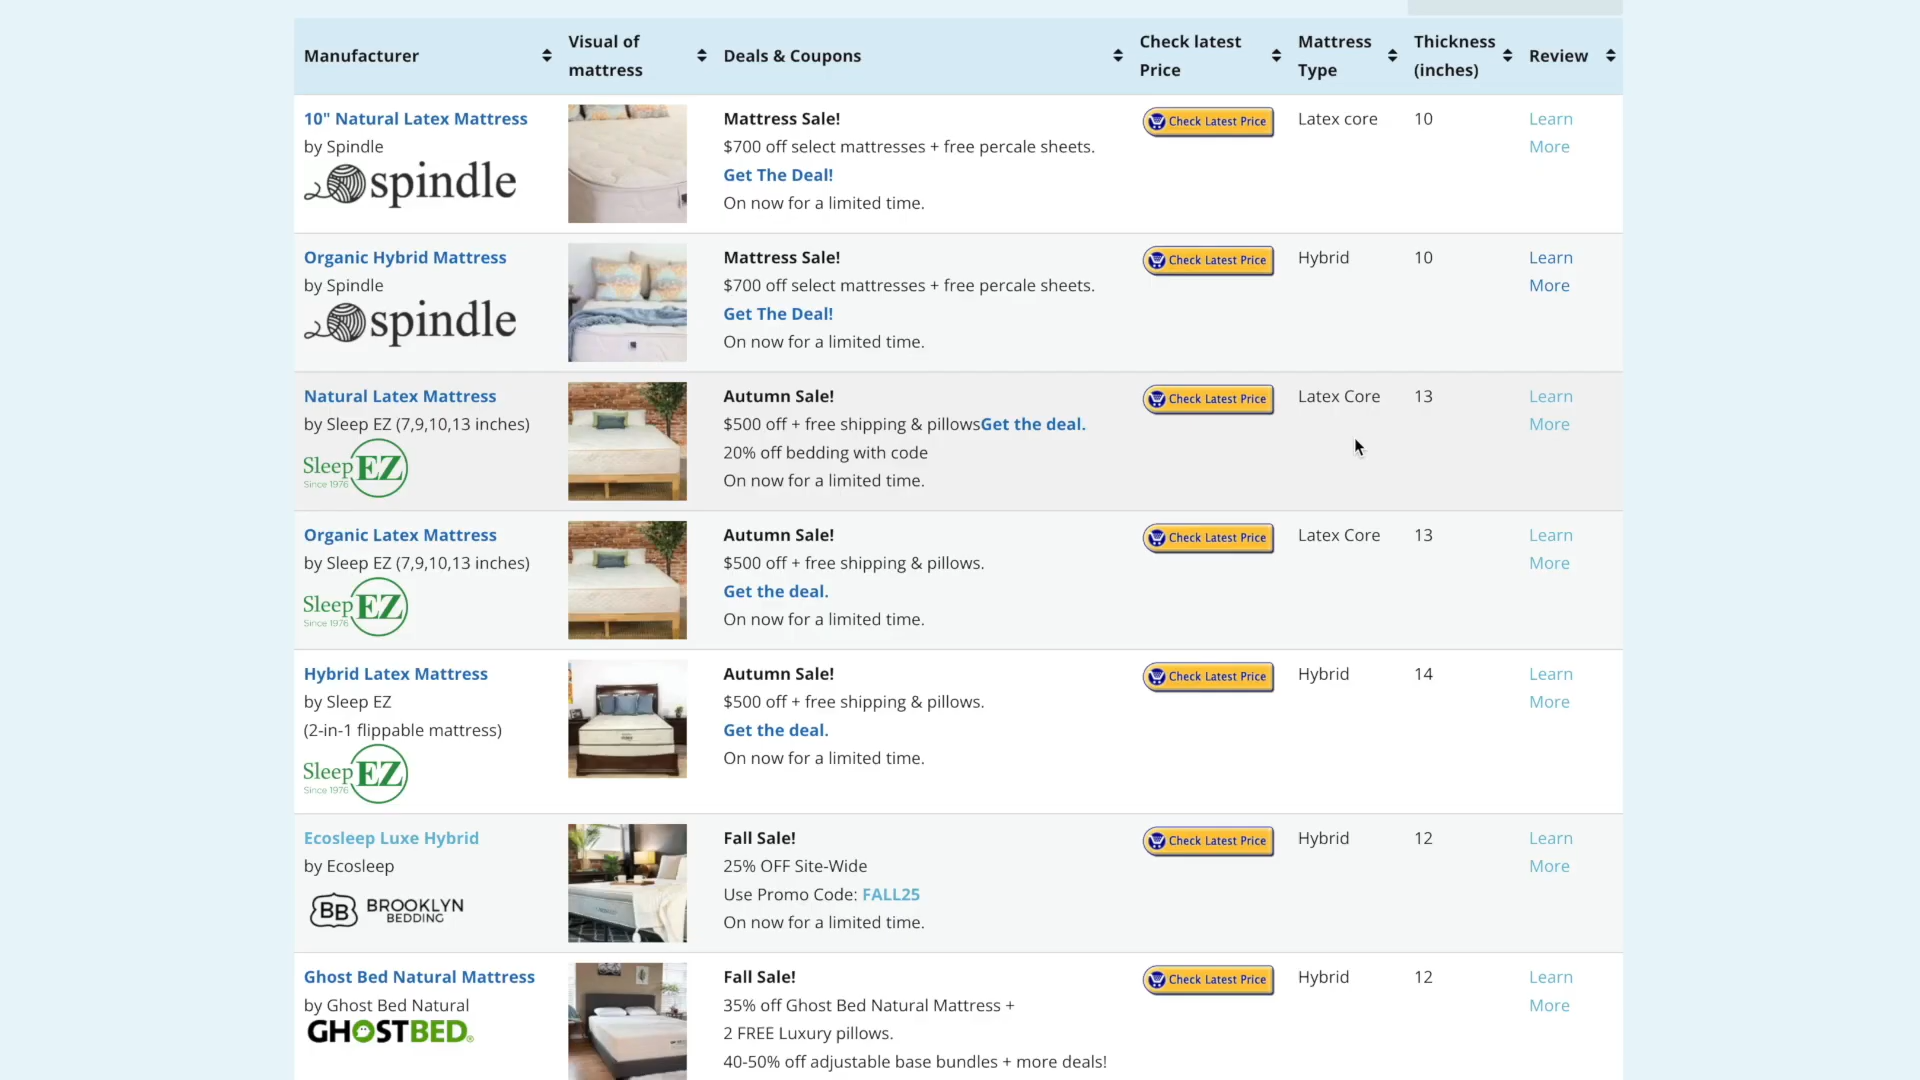 Manufacturer
Visual of
mattress
Deals & Coupons
Check latest
Price
Mattress
Type
Thickness
(inches)
Review
10" Natural Latex Mattress
by Spindle
spindle
Mattress Sale!
$700 off select mattresses + free percale sheets.
Get The Deal!
On now for a limited time.
Check Latest Price
Latex core
10
Learn
More
Organic Hybrid Mattress
by Spindle
spindle
Mattress Sale!
$700 off select mattresses + free percale sheets.
Get The Deal!
On now for a limited time.
Check Latest Price
Hybrid
10
Learn
More
Natural Latex Mattress
by Sleep EZ (7,9,10,13 inches)
Sleep EZ
Since 1976
Autumn Sale!
$500 off + free shipping & pillowsGet the deal.
20% off bedding with code
On now for a limited time.
Check Latest Price
Latex Core
13
Learn
More
Organic Latex Mattress
by Sleep EZ (7,9,10,13 inches)
Sleep EZ
Since 1976
Autumn Sale!
$500 off + free shipping & pillows.
Get the deal.
On now for a limited time.
Check Latest Price
Latex Core
13
Learn
More
Hybrid Latex Mattress
by Sleep EZ
(2-in-1 flippable mattress)
Sleep EZ
Since 1976
Autumn Sale!
$500 off + free shipping & pillows.
Get the deal.
On now for a limited time.
Check Latest Price
Hybrid
14
Learn
More
Ecosleep Luxe Hybrid
by Ecosleep
BB BROOKLYN
BEDDING
Fall Sale!
25% OFF Site-Wide
Use Promo Code: FALL25
On now for a limited time.
Check Latest Price
Hybrid
12
Learn
More
Ghost Bed Natural Mattress
by Ghost Bed Natural
GHOSTBED®
Fall Sale!
35% off Ghost Bed Natural Mattress +
2 FREE Luxury pillows.
40-50% off adjustable base bundles + more deals!
Check Latest Price
Hybrid
12
Learn
More